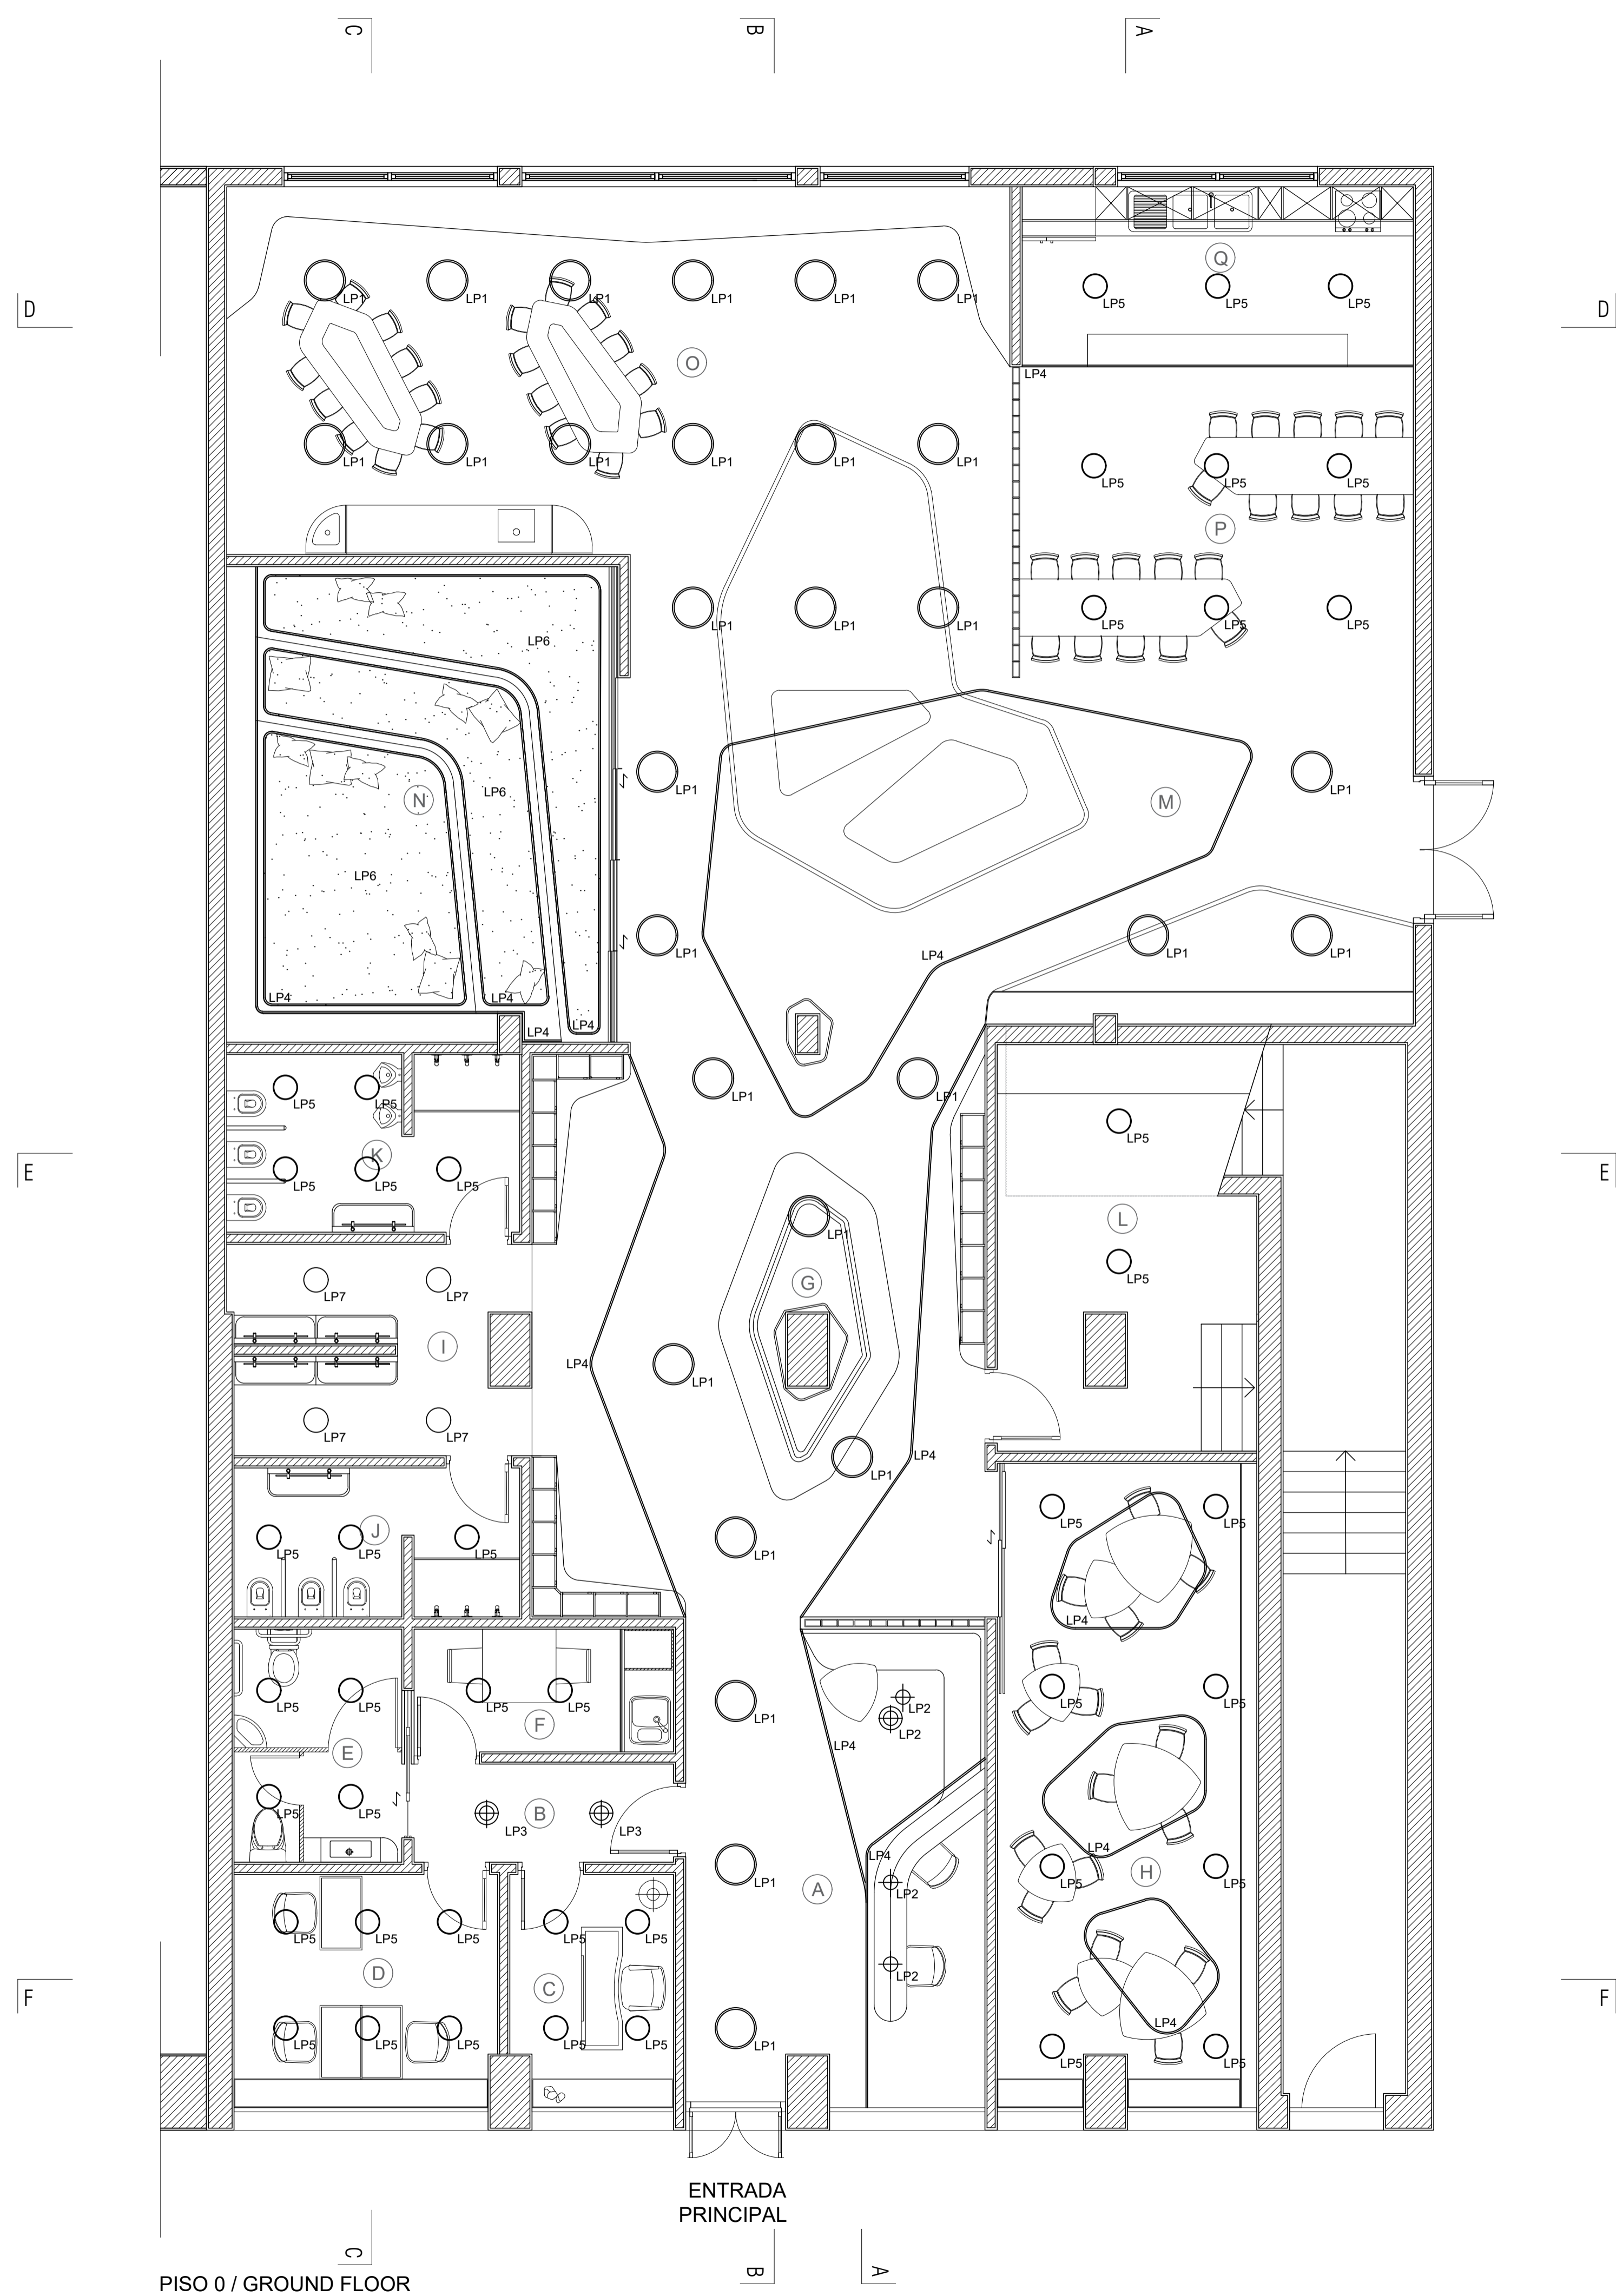 C B A
D D
LP1 LP1 LP1 LP1 LP1 LP1
Q
LP5 LP5 LP5
O
LP4
LP1 LP1 LP1 LP1 LP1 LP1
LP5 LP5 LP5
P
LP1 LP1 LP1
LP5 LP5 LP5
LP6
N
LP6
LP1
M
LP1
LP6
LP1
LP4
LP1 LP1
LP4 LP4 LP4 LP4
LP5 LP5
LP1 LP1
LP5
E E
K
LP5 LP5 LP5
L
LP1
LP5
LP7 LP7
G
I
LP4
LP1
LP7 LP7
LP4
LP1
LP5 LP5
J
LP5 LP5 LP5
LP1
LP4
LP5 LP5 LP5 LP5
LP1
LP2
LP2
LP5 LP5
F
E
LP4
LP5 LP5
B
LP3 LP3
LP4
LP4
LP1
A
LP2
LP5 LP5
H
LP5 LP5 LP5 LP5 LP5
D
C
LP2
F F
LP4
LP5 LP5 LP5 LP5 LP5
LP1
LP5 LP5
ENTRADA
PRINCIPAL
C B A
PISO 0 / GROUND FLOOR